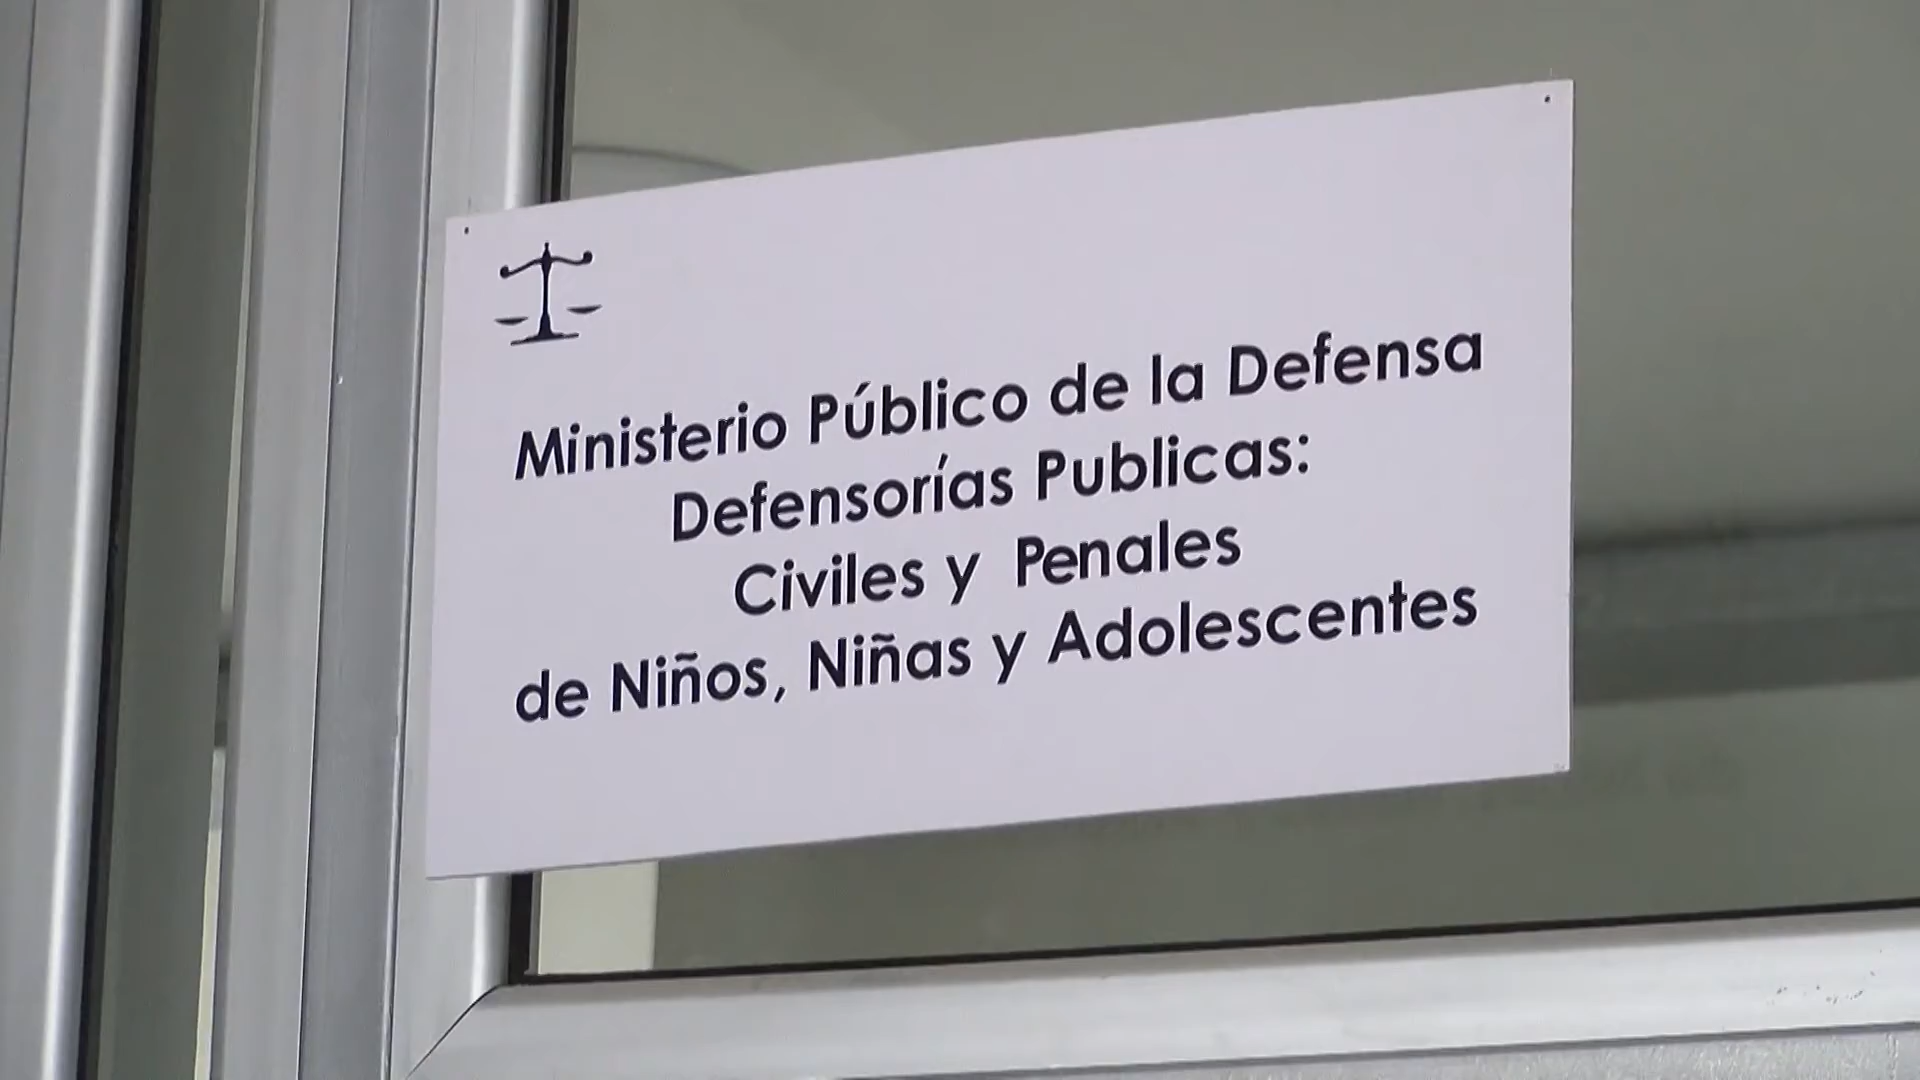 Ministerio Público de la Defensa
Defensorías Publicas:
Civiles y Penales
de Niños, Niñas y Adolescentes